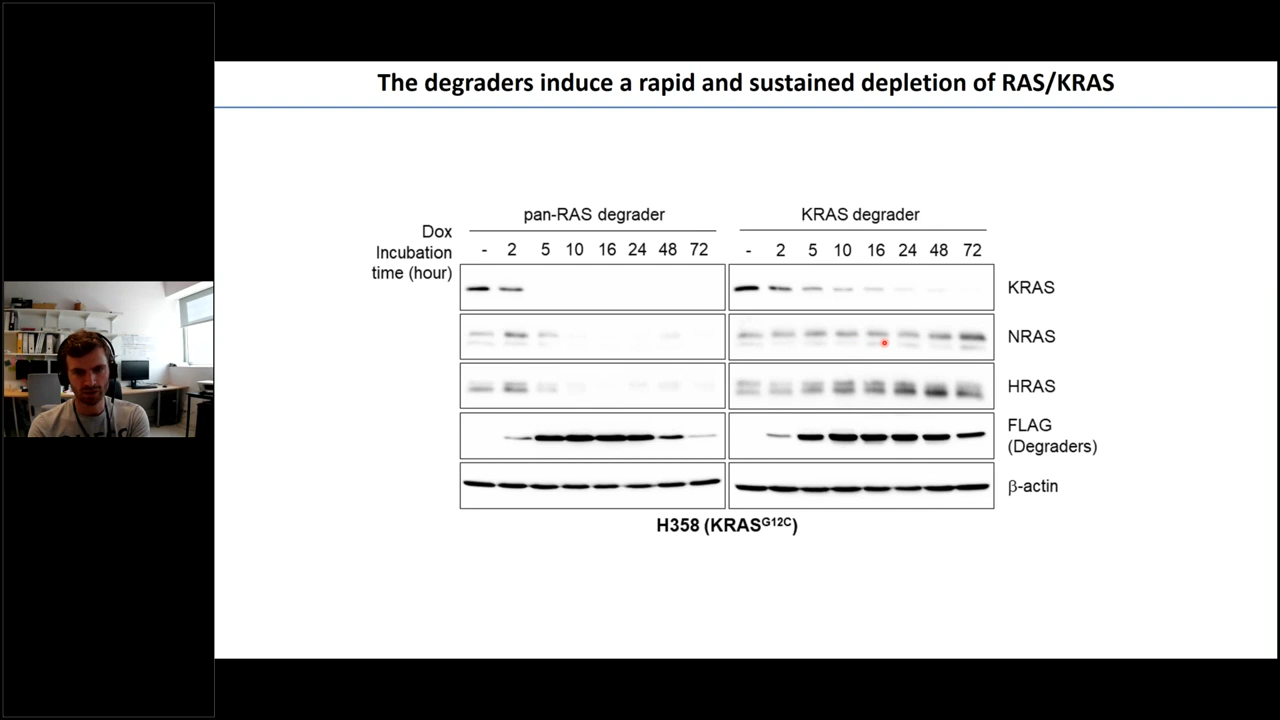 The degraders induce a rapid and sustained depletion of RAS/KRAS
pan-RAS degrader
KRAS degrader
Dox
Incubation
time (hour)
- 2 5 10 16 24 48 72
- 2 5 10 16 24 48 72
KRAS
NRAS
HRAS
FLAG
(Degraders)
β-actin
H358 (KRASG12C)